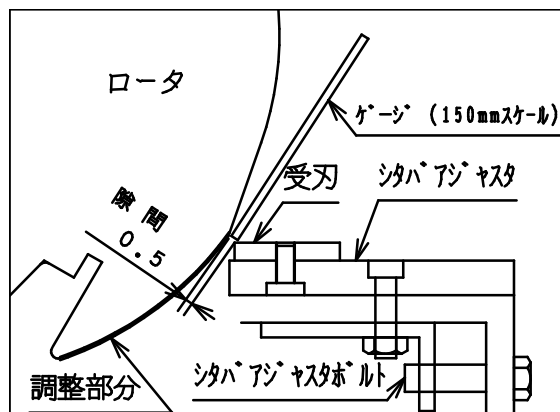 ロータ
ゲージ (150mmスケール)
受刃
シタバアジャスタ
隙間
0.5
調整部分
シタバアジャスタボルト